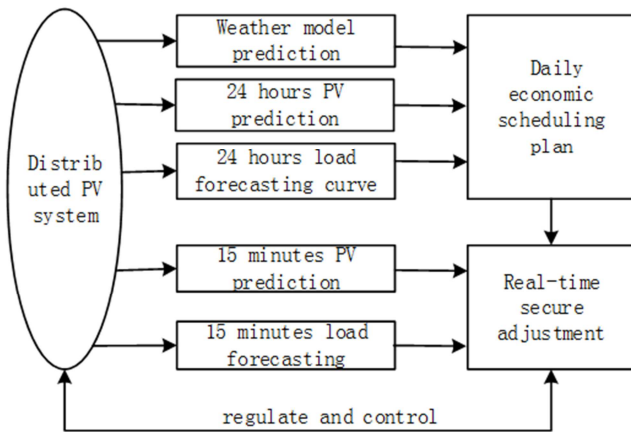 Weather model
prediction
24 hours PV
prediction
24 hours load
forecasting curve
Daily
economic
scheduling
plan
Distrib
uted PV
system
15 minutes PV
prediction
15 minutes load
forecasting
Real-time
secure
adjustment
regulate and control